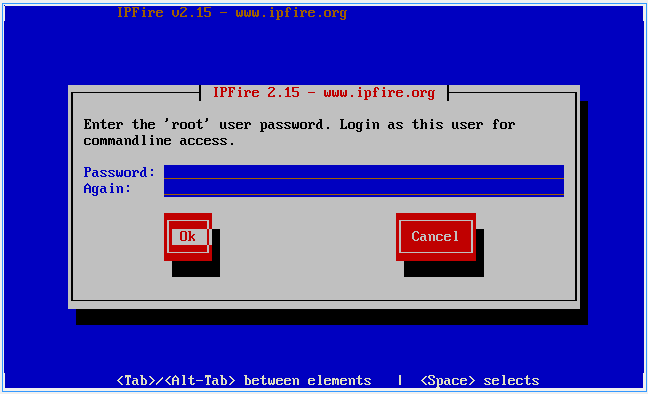 IPFire v2.15 - www.ipfire.org
IPFire 2.15 - www.ipfire.org
Enter the 'root' user password. Login as this user for
commandline access.
Password:
Again:
Ok Cancel
<Tab>/<Alt-Tab> between elements | <Space> selects